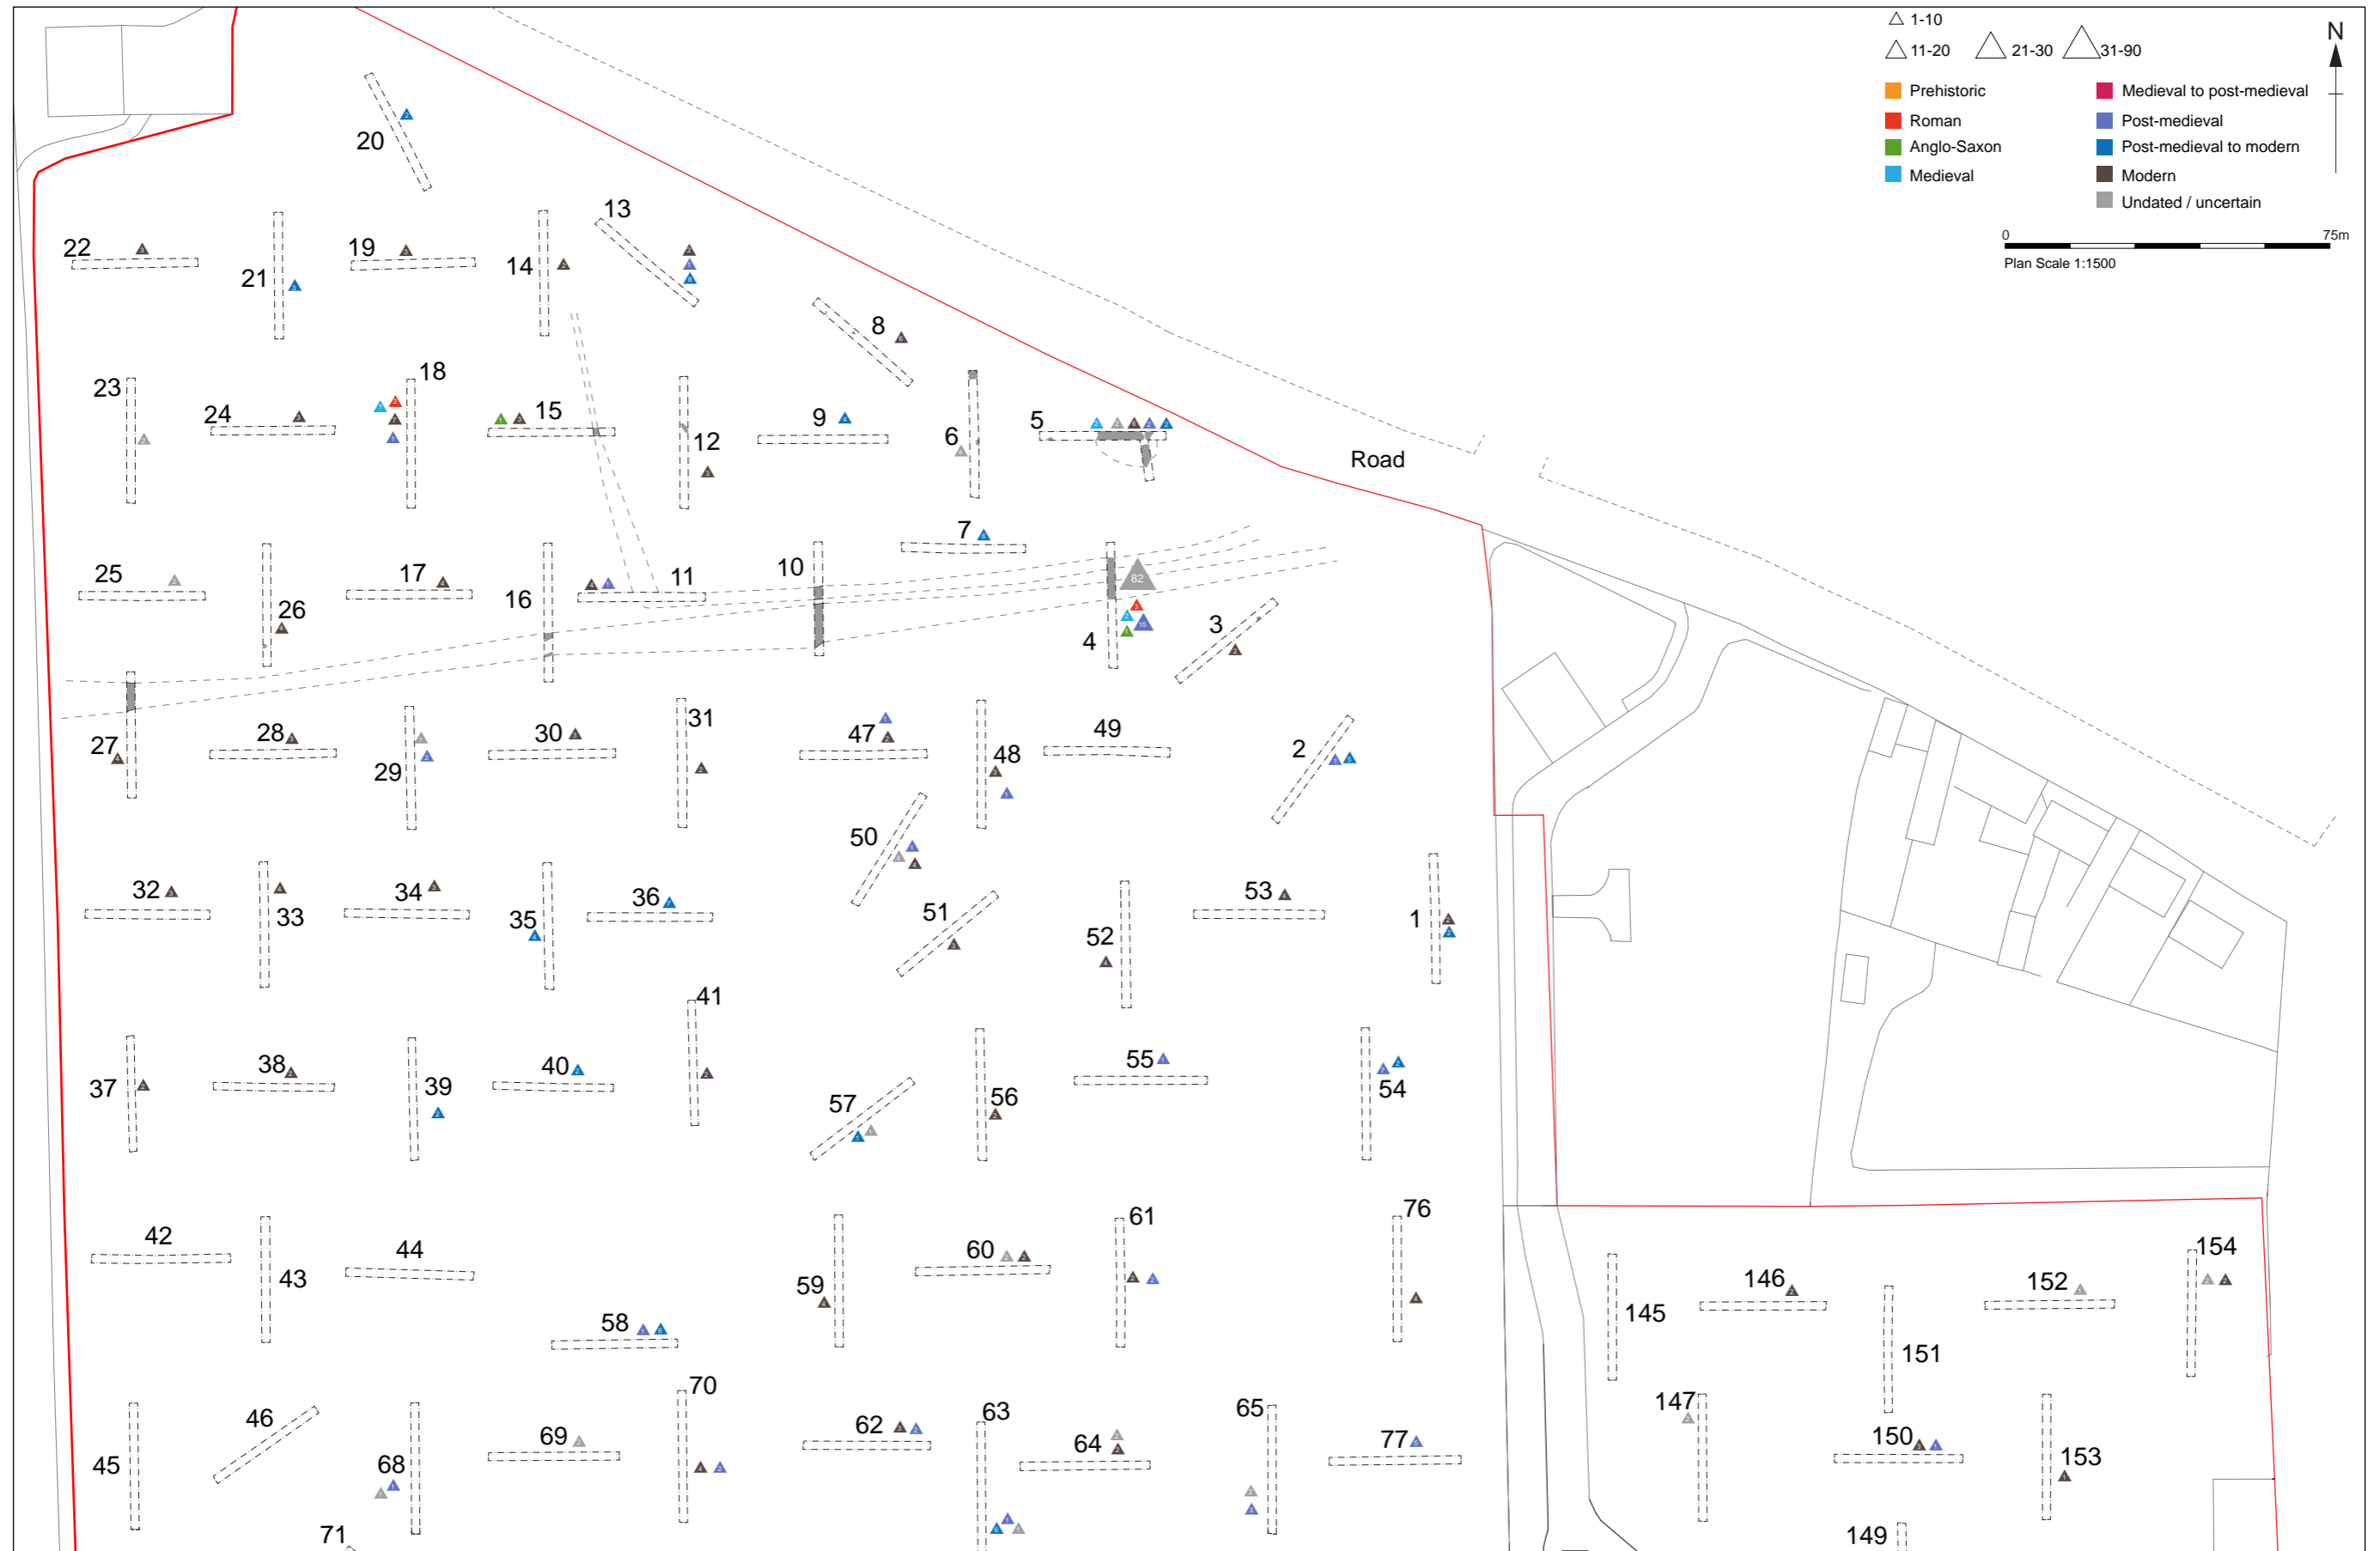 1-10
N
11-20 21-30 31-90
Prehistoric Medieval to post-medieval
Roman Post-medieval
Anglo-Saxon Post-medieval to modern
Medieval Modern
Undated / uncertain
0 75m
Plan Scale 1:1500
20
13
22 21 19 14
8
18
23 24 15 12 9 6 5
Road
7
25 26 17 16 11 10
82
15
4 3
31
27 28 29 30 47 48 49 2
50
32 33 34 35 36 51 52 53 1
41
37 38 39 40 57 56 55 54
61 76
42 43 44 59 60 154
146 152
145
58 151
70
46 62 63 65 147
45 68 69 64 77 150 153
71 149